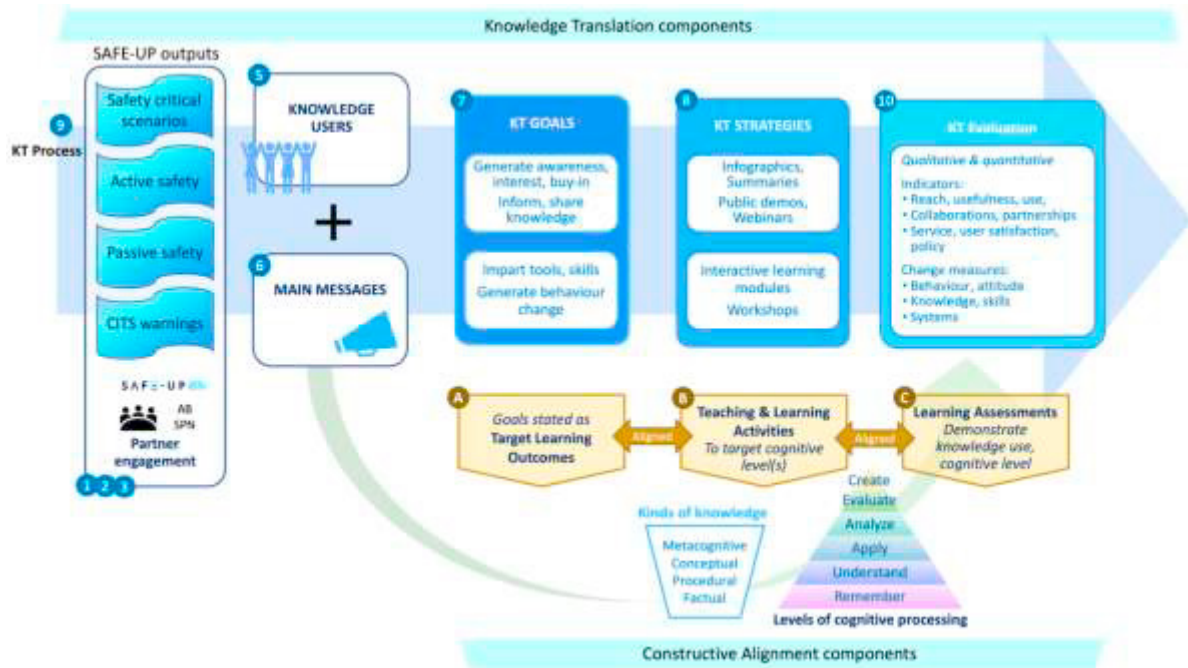 Knowledge Translation components
SAFE-UP outputs
Safety critical
scenarios
Active safety
Passive safety
CITS warnings
SAFE-UP
AB
SPN
Partner
engagement
1 2 3
9
KT Process
5
KNOWLEDGE
USERS
+
6
MAIN MESSAGES
7
KT GOALS
Generate awareness,
interest, buy-in
Inform, share
knowledge
Impart tools, skills
Generate behaviour
change
8
KT STRATEGIES
Infographics,
Summaries
Public demos,
Webinars
Interactive learning
modules
Workshops
10
KT Evaluation
Qualitative & quantitative
Indicators:
• Reach, usefulness, use,
• Collaborations, partnerships
• Service, user satisfaction,
policy
Change measures:
• Behaviour, attitude
• Knowledge, skills
• Systems
A
Goals stated as
Target Learning
Outcomes
Aligned
B
Teaching & Learning
Activities
To target cognitive
level(s)
Aligned
C
Learning Assessments
Demonstrate
knowledge use,
cognitive level
Kinds of knowledge
Metacognitive
Conceptual
Procedural
Factual
Create
Evaluate
Analyze
Apply
Understand
Remember
Levels of cognitive processing
Constructive Alignment components